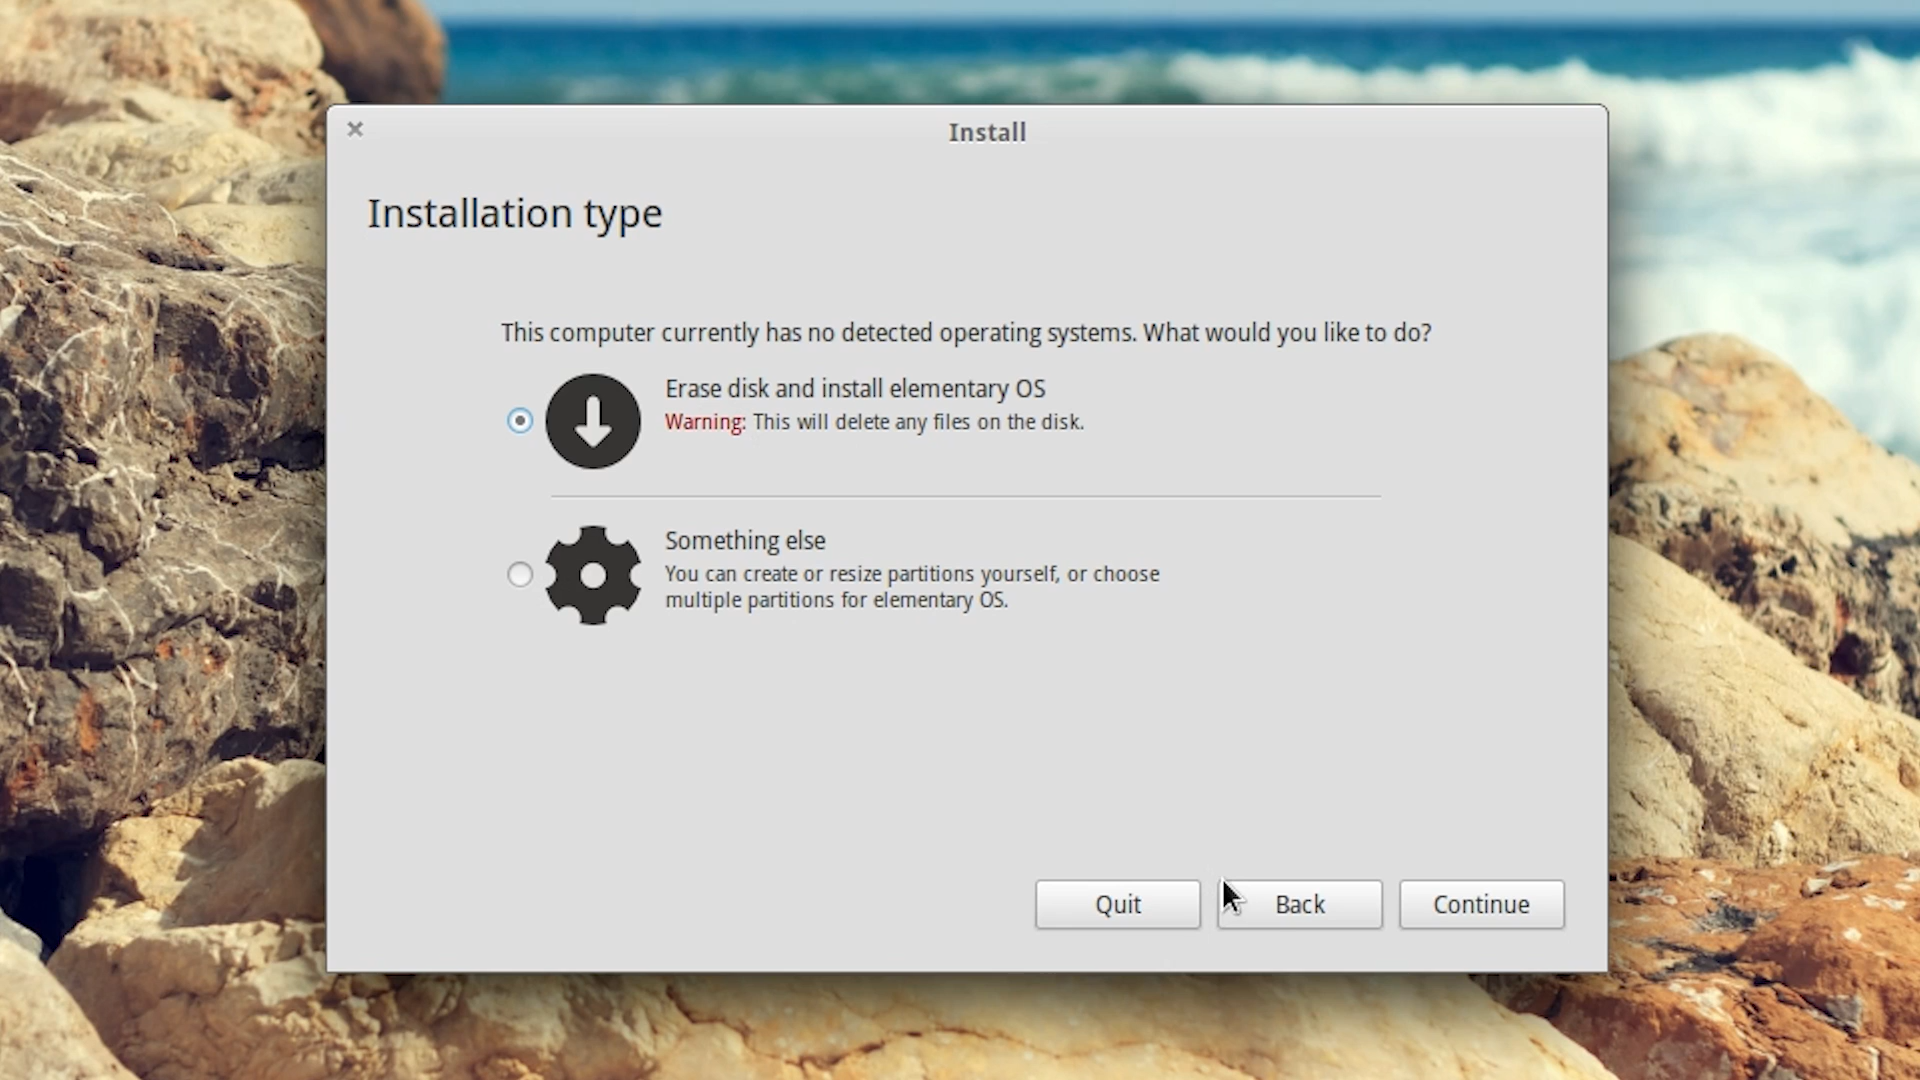 Install
Installation type
This computer currently has no detected operating systems. What would you like to do?
Erase disk and install elementary OS
Warning: This will delete any files on the disk.
Something else
You can create or resize partitions yourself, or choose
multiple partitions for elementary OS.
Quit
Back
Continue